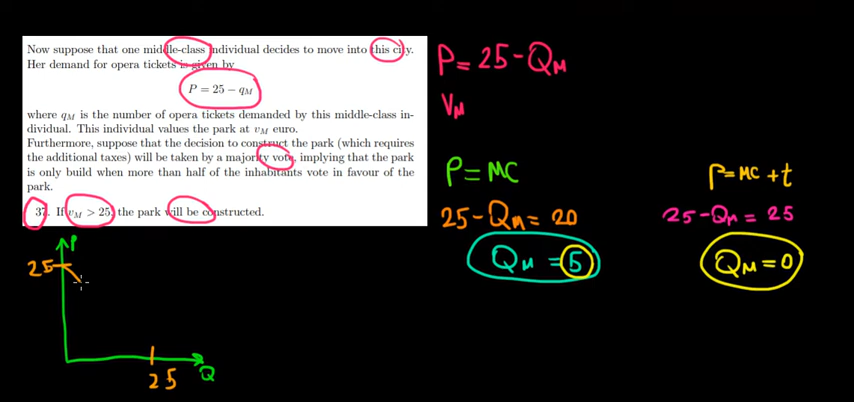 Now suppose that one middle-class individual decides to move into this city.
Her demand for opera tickets is given by
P = 25 − qM
where qM is the number of opera tickets demanded by this middle-class in-
dividual. This individual values the park at vM euro.
Furthermore, suppose that the decision to construct the park (which requires
the additional taxes) will be taken by a majority vote, implying that the park
is only build when more than half of the inhabitants vote in favour of the
park.
37. If vM > 25, the park will be constructed.
P = 25 - QM
VM
P = MC
25 - QM = 20
QM = 5
P = MC + t
25 - QM = 25
QM = 0
P
25
25
Q